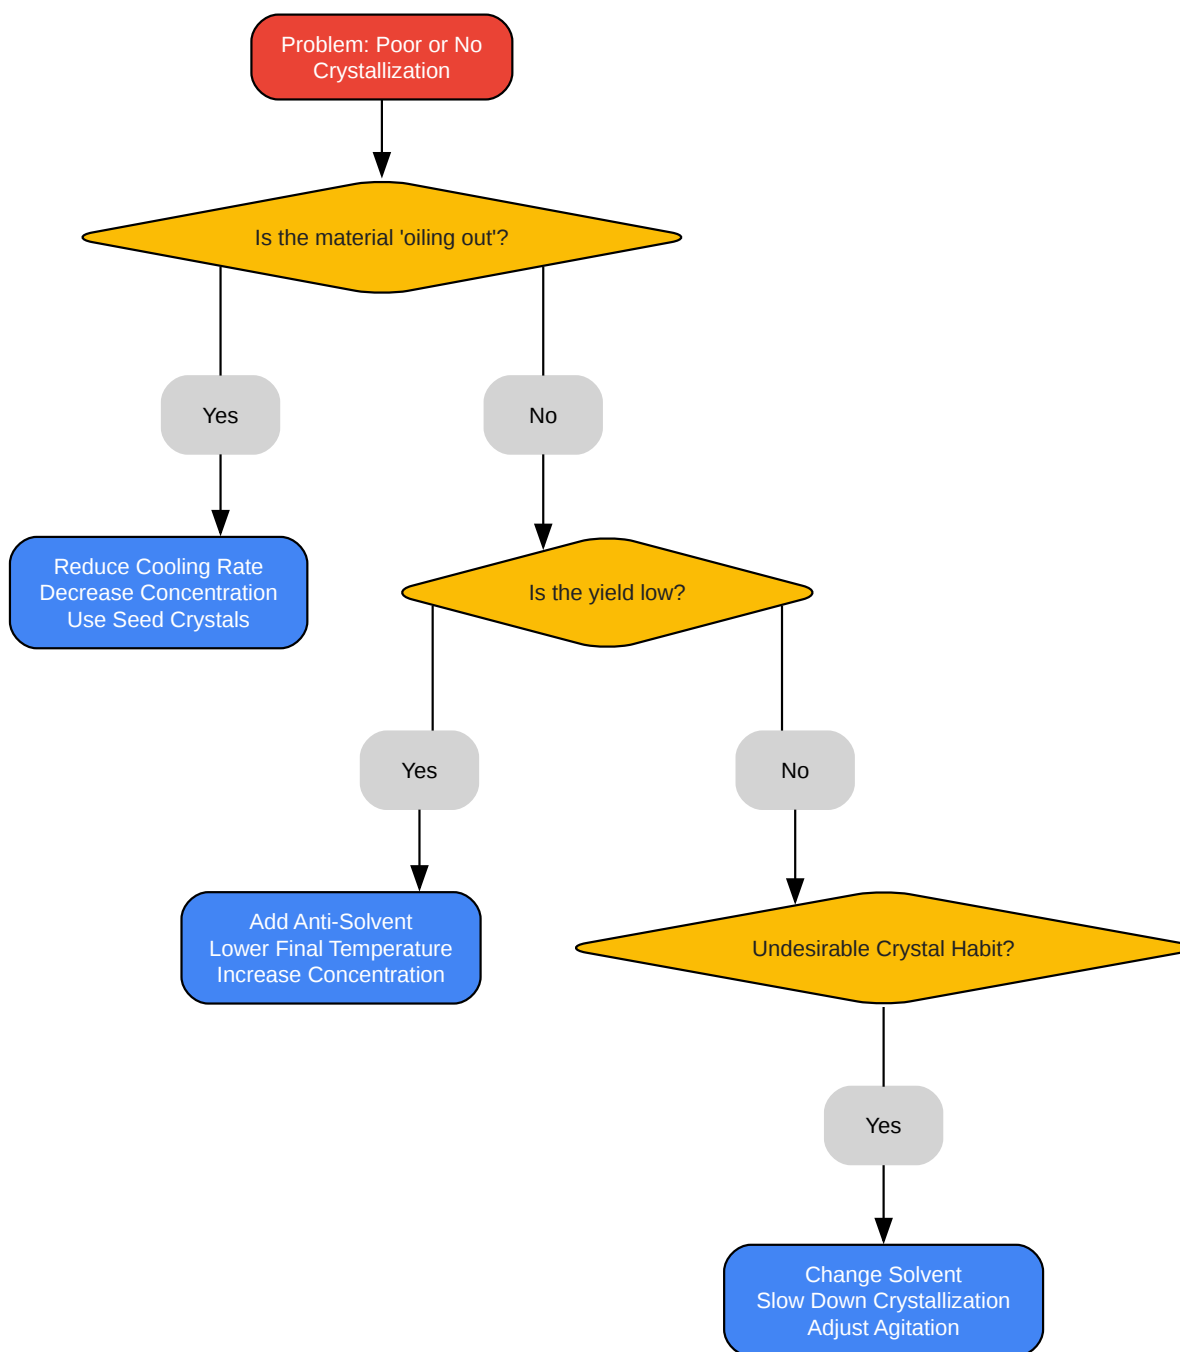 Problem: Poor or No
Crystallization
Is the material 'oiling out'?
Yes
No
Reduce Cooling Rate
Decrease Concentration
Use Seed Crystals
Is the yield low?
Yes
No
Add Anti-Solvent
Lower Final Temperature
Increase Concentration
Undesirable Crystal Habit?
Yes
Change Solvent
Slow Down Crystallization
Adjust Agitation